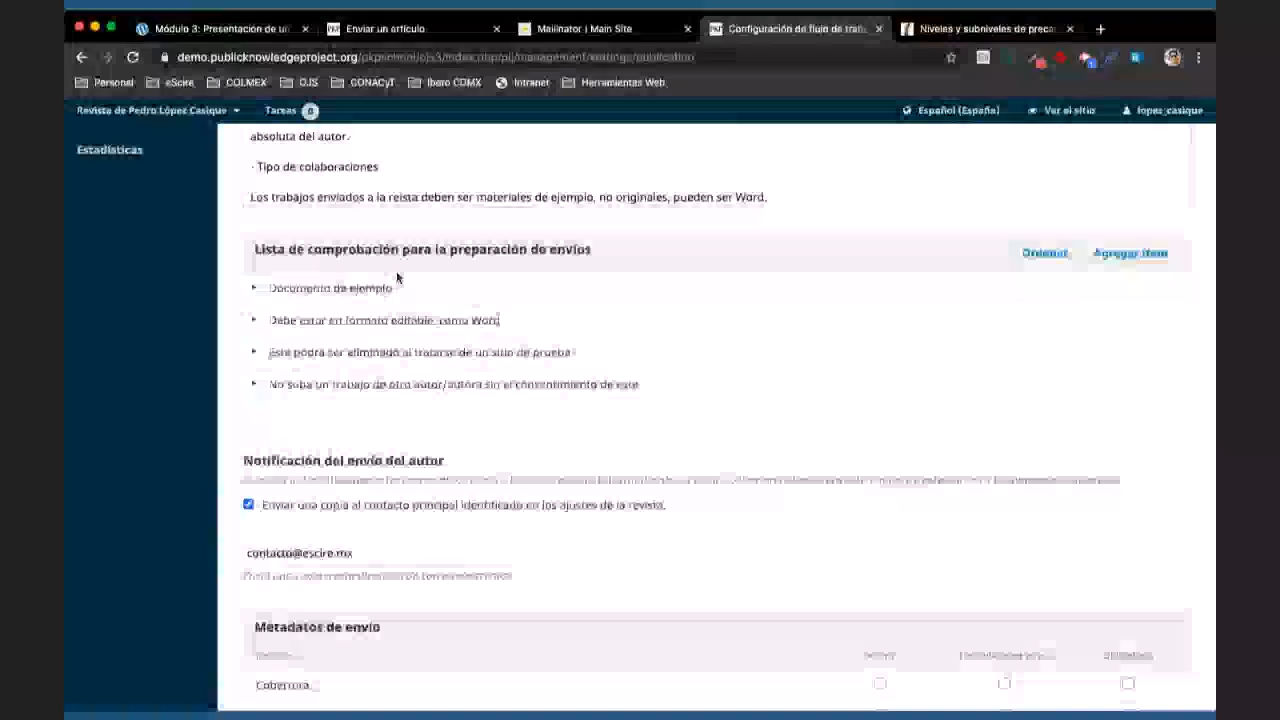 Módulo 3: Presentación de un
Enviar un artículo
Mailinator | Main Site
Configuración de flujo de trab
Niveles y subniveles de preca
demo.publicknowledgeproject.org
Personal
eScire
COLMEX
OJS
CONACyT
Ibero CDMX
Intranet
Herramientas Web
Revista de Pedro López Casique
Tareas 0
Español (España)
Ver el sitio
lopez_casique
Estadísticas
absoluta del autor.
· Tipo de colaboraciones
Los trabajos enviados a la reista deben ser materiales de ejemplo, no originales, pueden ser Word.
Lista de comprobación para la preparación de envíos
Ordenar
Agregar ítem
Documento de ejemplo
Debe estar en formato editable, como Word
Este podrá ser eliminado al tratarse de un sitio de prueba
No suba un trabajo de otro autor/autora sin el consentimiento de este
Notificación del envío del autor
Enviar una copia al contacto principal identificado en los ajustes de la revista.
contacto@escire.mx
Metadatos de envío
Cobertura